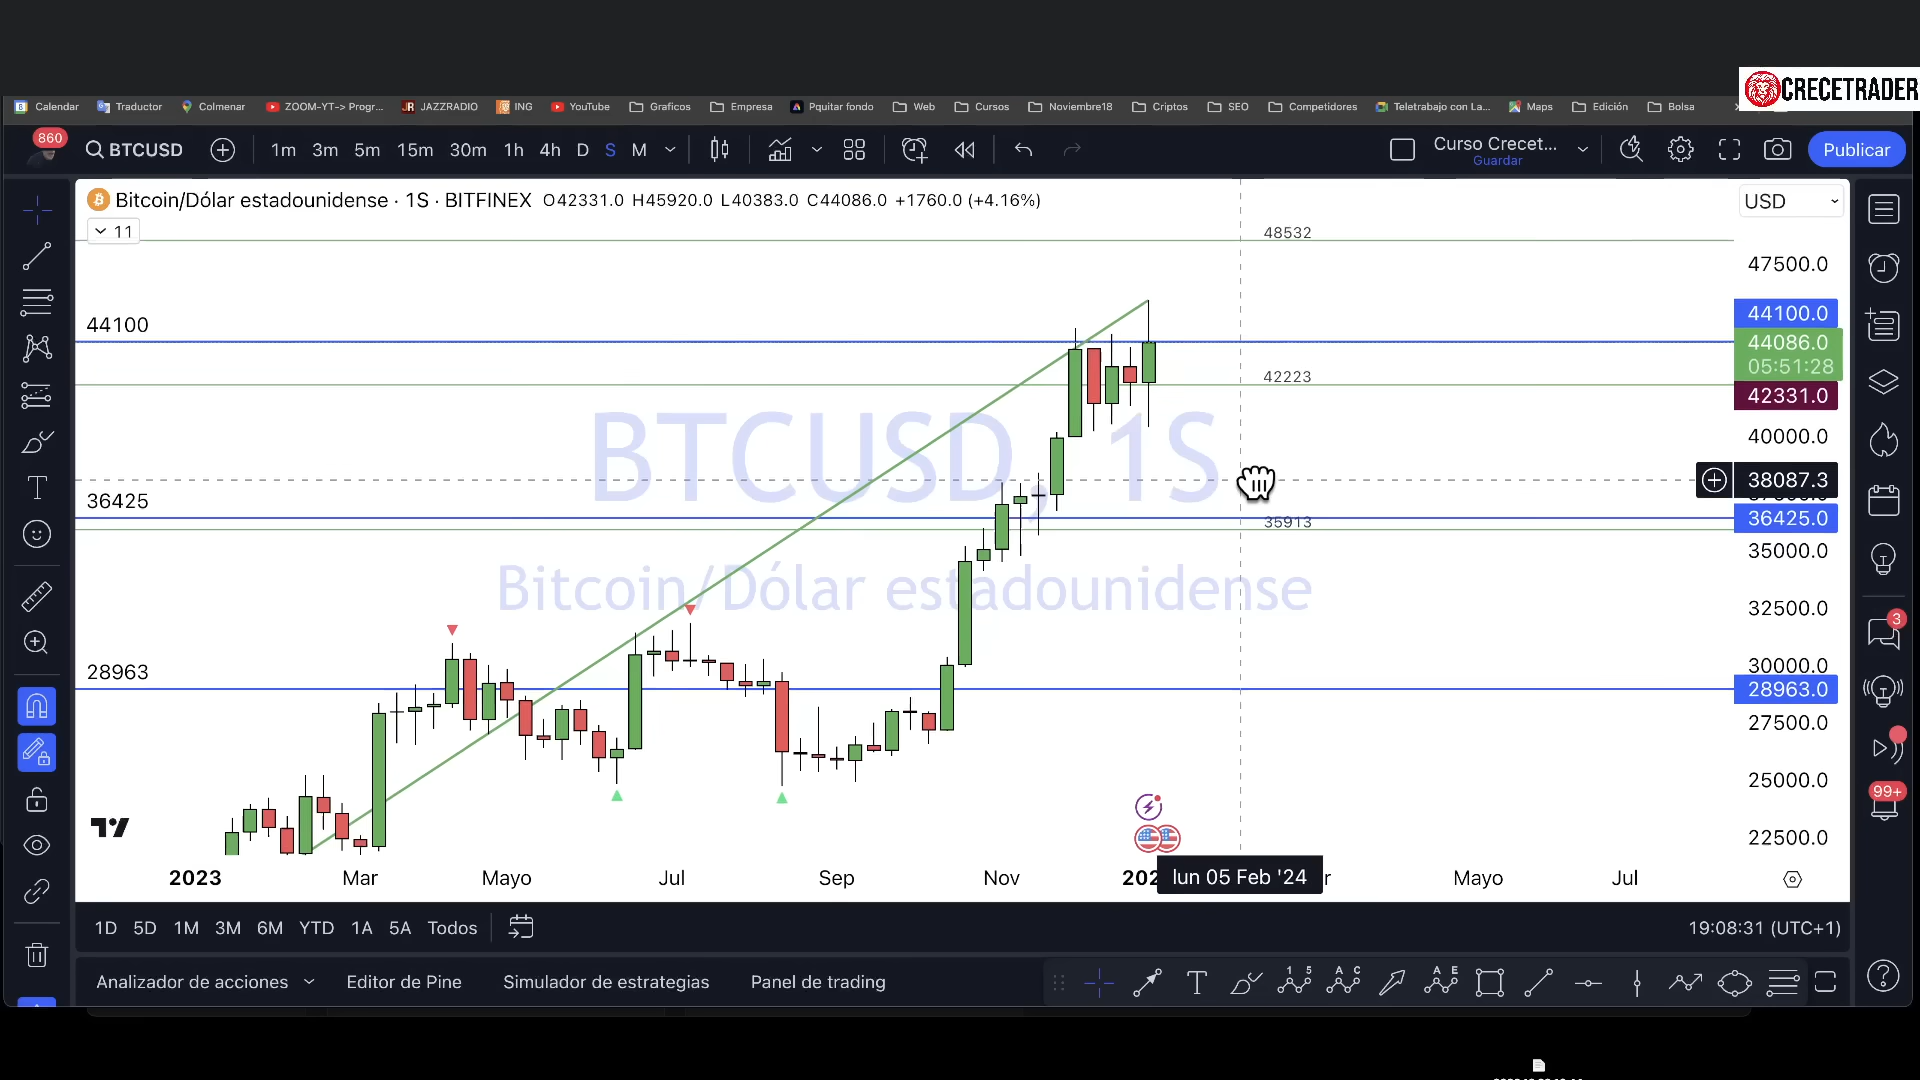 CRECETRADER
Calendar Traductor Colmenar ZOOM-YT-> Progr... JAZZRADIO ING YouTube Graficos Empresa Pquitar fondo Web Cursos Noviembre18 Criptos SEO Competidores Teletrabajo con La... Maps Edición Bolsa
860 BTCUSD 1m 3m 5m 15m 30m 1h 4h D S M Curso Crecet... Publicar
Guardar
Bitcoin/Dólar estadounidense · 1S · BITFINEX O42331.0 H45920.0 L40383.0 C44086.0 +1760.0 (+4.16%) USD
11 48532
47500.0
44100 44100.0
44086.0
05:51:28
42223
42331.0
BTCUSD, 1S
40000.0
38087.3
36425 36425.0
35913
35000.0
Bitcoin/Dólar estadounidense
32500.0
3
28963 30000.0
28963.0
27500.0
25000.0
99+
22500.0
2023 Mar Mayo Jul Sep Nov lun 05 Feb '24 Mayo Jul
1D 5D 1M 3M 6M YTD 1A 5A Todos 19:08:31 (UTC+1)
Analizador de acciones Editor de Pine Simulador de estrategias Panel de trading